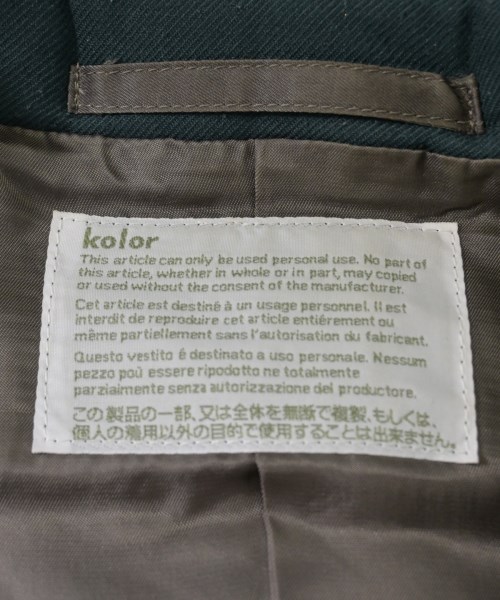 kolor
This article can only be used personal use. No part of
this article, whether in whole or in part, may copied
or used without the consent of the manufacturer.
Cet article est destiné à un usage personnel. il est
interdit de reproduire cet article entiérement ou
même partiellement sans l'autorisation du fabricant.
Questo vestito é destinato a uso personale. Nessum
pezzo può essere ripodotto ne totalmente
parzialmente senza autorizzazione dei productore.
この製品の一部、又は全体を無断で複製、もしくは、
個人の着用以外の目的で使用することは出来ません。